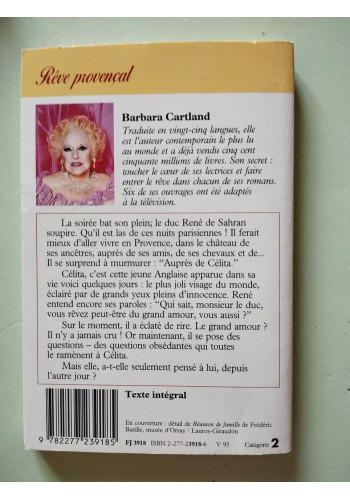 Rêve provençal
Barbara Cartland
Traduite en vingt-cinq langues, elle
est l'auteur contemporain le plus lu
au monde et a déjà vendu cinq cent
cinquante millions de livres. Son secret :
toucher le cœur de ses lectrices et faire
entrer le rêve dans chacun de ses romans.
Six de ses ouvrages ont été adaptés
à la télévision.
La soirée bat son plein; le duc René de Sahran
soupire. Qu'il est las de ces nuits parisiennes ! Il ferait
mieux d'aller vivre en Provence, dans le château de
ses ancêtres, auprès de ses amis, de ses chevaux et de...
Il se surprend à murmurer : "Auprès de Célita."
Célita, c'est cette jeune Anglaise apparue dans sa
vie voici quelques jours : le plus joli visage du monde,
éclairé par de grands yeux pleins d'innocence. René
entend encore ses paroles : "Qui sait, monsieur le duc,
vous rêvez peut-être du grand amour, vous aussi ?"
Sur le moment, il a éclaté de rire. Le grand amour ?
Il n'y a jamais cru ! Or maintenant, il se pose des
questions – des questions obsédantes qui toutes
le ramènent à Célita.
Mais elle, a-t-elle seulement pensé à lui, depuis
l'autre jour ?
Texte intégral
En couverture : détail de Réunion de famille de Frédéric
Bazille, musée d'Orsay / Lauros-Giraudon
9 782277 239185
FJ 3918 ISBN 2-277-23918-6 V 95 Catégorie 2